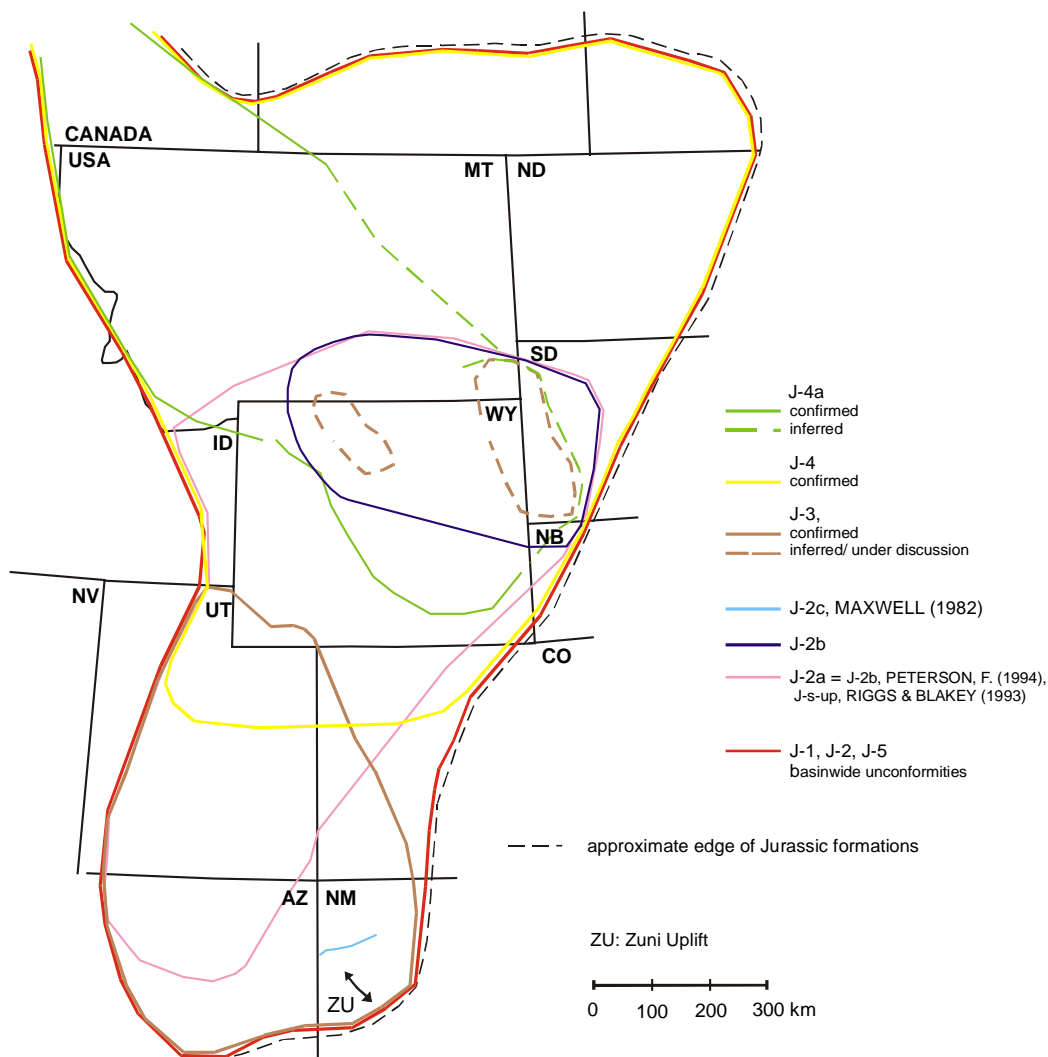 CANADA
USA
MT
ND
SD
WY
ID
NB
NV
UT
CO
AZ
NM
ZU
J-4a
confirmed
inferred
J-4
confirmed
J-3,
confirmed
inferred/ under discussion
J-2c, MAXWELL (1982)
J-2b
J-2a = J-2b, PETERSON, F. (1994),
J-s-up, RIGGS & BLAKEY (1993)
J-1, J-2, J-5
basinwide unconformities
approximate edge of Jurassic formations
ZU: Zuni Uplift
0 100 200 300 km